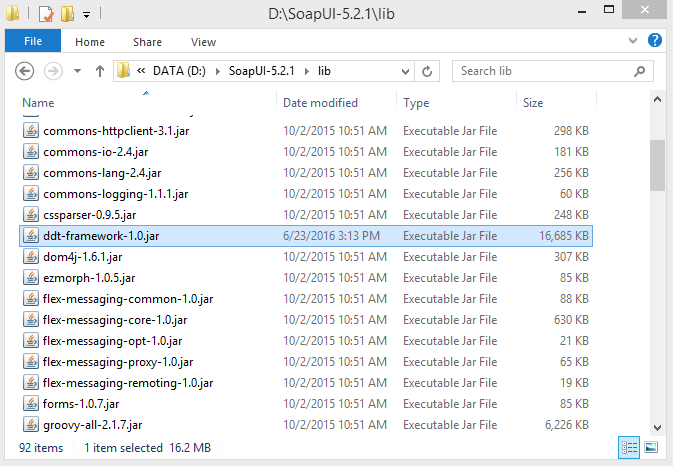 D:\SoapUI-5.2.1\lib
File Home Share View
« DATA (D:) SoapUI-5.2.1 lib Search lib
Name Date modified Type Size
commons-httpclient-3.1.jar 10/2/2015 10:51 AM Executable Jar File 298 KB
commons-io-2.4.jar 10/2/2015 10:51 AM Executable Jar File 181 KB
commons-lang-2.4.jar 10/2/2015 10:51 AM Executable Jar File 256 KB
commons-logging-1.1.1.jar 10/2/2015 10:51 AM Executable Jar File 60 KB
cssparser-0.9.5.jar 10/2/2015 10:51 AM Executable Jar File 248 KB
ddt-framework-1.0.jar 6/23/2016 3:13 PM Executable Jar File 16,685 KB
dom4j-1.6.1.jar 10/2/2015 10:51 AM Executable Jar File 307 KB
ezmorph-1.0.5.jar 10/2/2015 10:51 AM Executable Jar File 85 KB
flex-messaging-common-1.0.jar 10/2/2015 10:51 AM Executable Jar File 88 KB
flex-messaging-core-1.0.jar 10/2/2015 10:51 AM Executable Jar File 630 KB
flex-messaging-opt-1.0.jar 10/2/2015 10:51 AM Executable Jar File 21 KB
flex-messaging-proxy-1.0.jar 10/2/2015 10:51 AM Executable Jar File 65 KB
flex-messaging-remoting-1.0.jar 10/2/2015 10:51 AM Executable Jar File 19 KB
forms-1.0.7.jar 10/2/2015 10:51 AM Executable Jar File 85 KB
groovy-all-2.1.7.jar 10/2/2015 10:51 AM Executable Jar File 6,226 KB
92 items 1 item selected 16.2 MB